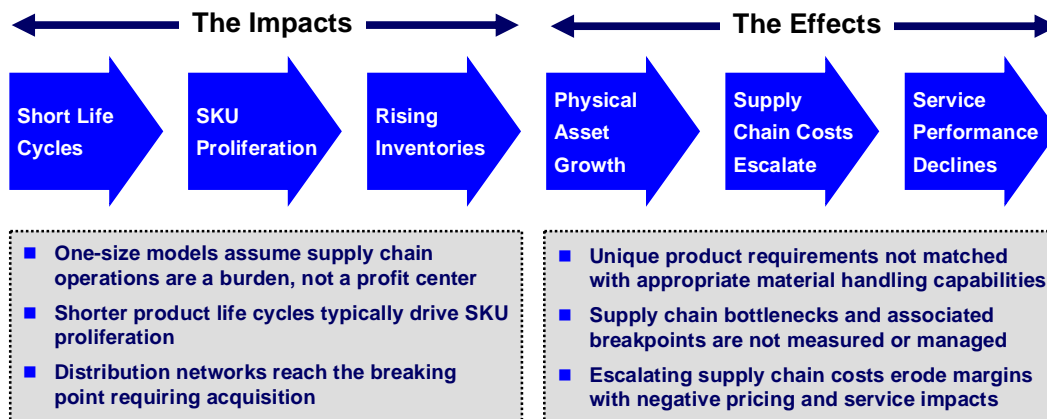 The Impacts
The Effects
Short Life
Cycles
SKU
Proliferation
Rising
Inventories
Physical
Asset
Growth
Supply
Chain Costs
Escalate
Service
Performance
Declines
One-size models assume supply chain
operations are a burden, not a profit center
Shorter product life cycles typically drive SKU
proliferation
Distribution networks reach the breaking
point requiring acquisition
Unique product requirements not matched
with appropriate material handling capabilities
Supply chain bottlenecks and associated
breakpoints are not measured or managed
Escalating supply chain costs erode margins
with negative pricing and service impacts